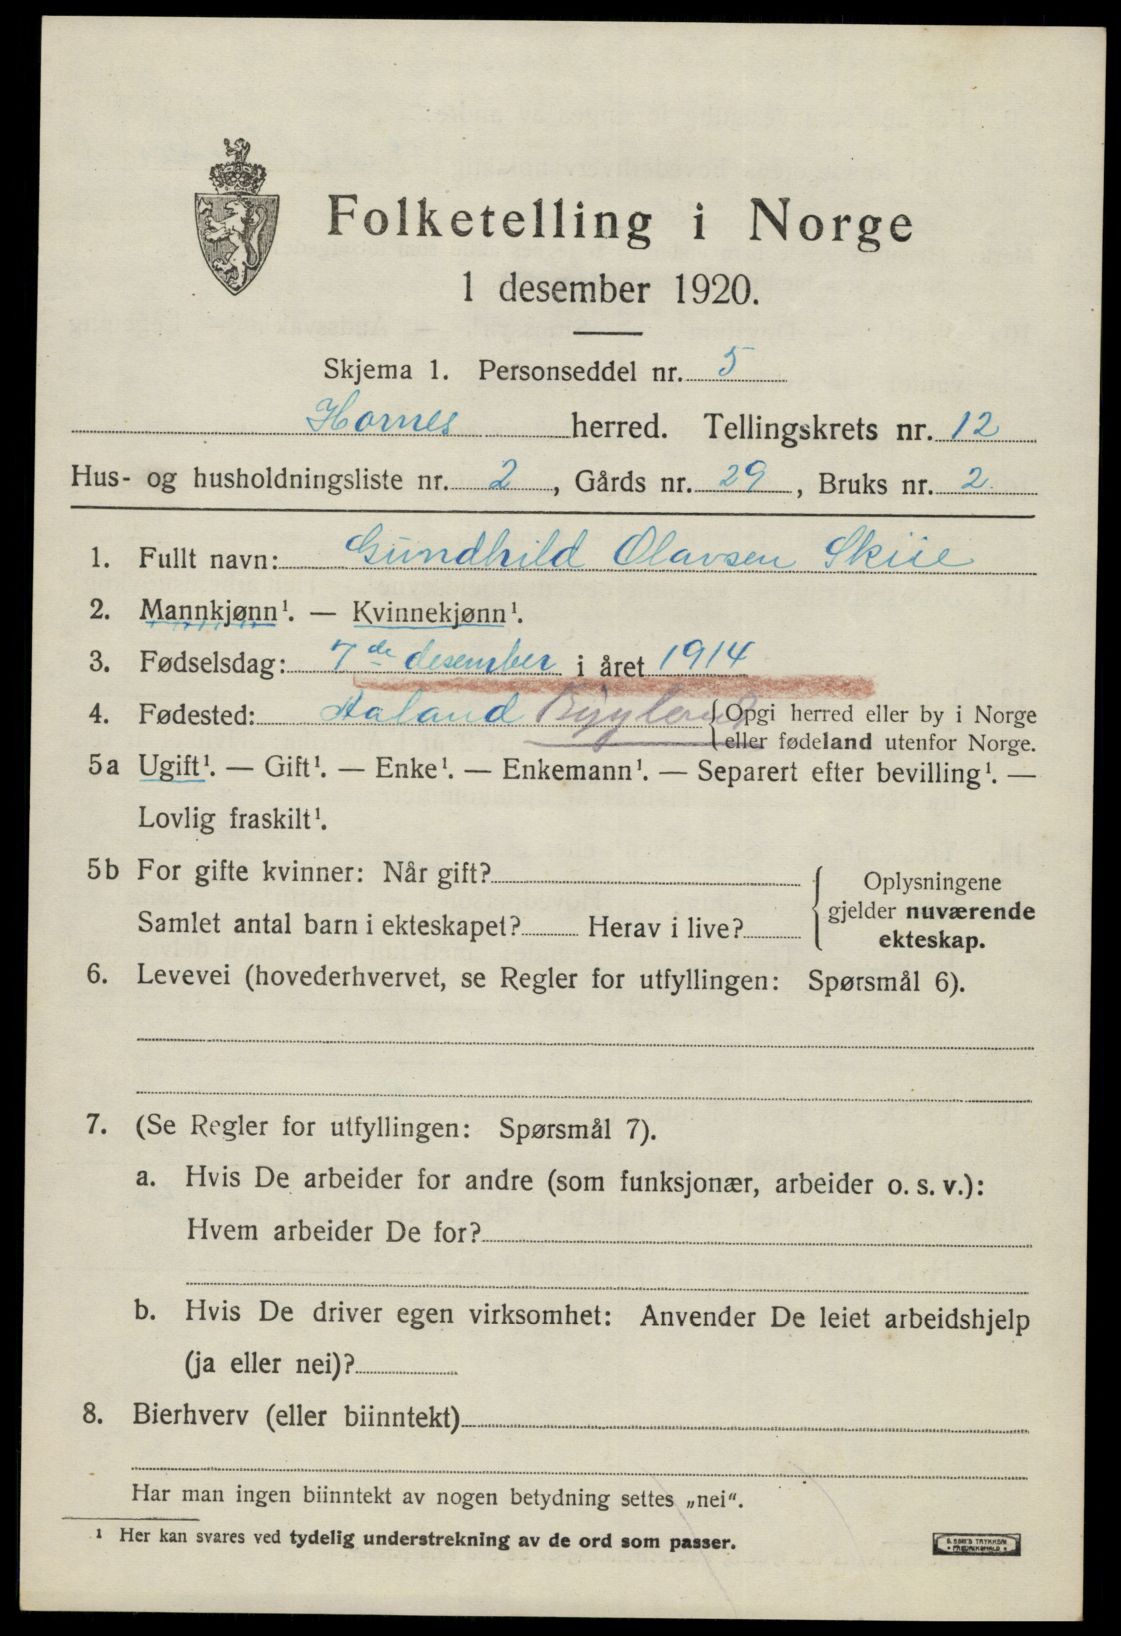 Folketelling i Norge
1 desember 1920.
Skjema 1. Personseddel nr. 5
Hornes herred. Tellingskrets nr. 12
Hus- og husholdningsliste nr. 2, Gårds nr. 29, Bruks nr. 2
1. Fullt navn: Gundhild Olavsen Skiie
2. Mannkjønn¹. — Kvinnekjønn¹.
3. Fødselsdag: 7de desember i året 1914
4. Fødested: Aaland Bygland {Opgi herred eller by i Norge
eller fødeland utenfor Norge.
5a Ugift¹. — Gift¹. — Enke¹. — Enkemann¹. — Separert efter bevilling¹. —
Lovlig fraskilt¹.
5b For gifte kvinner: Når gift? { Oplysningene
gjelder nuværende
Samlet antal barn i ekteskapet? Herav i live? ekteskap.
6. Levevei (hovederhvervet, se Regler for utfyllingen: Spørsmål 6).
7. (Se Regler for utfyllingen: Spørsmål 7).
a. Hvis De arbeider for andre (som funksjonær, arbeider o. s. v.):
Hvem arbeider De for?
b. Hvis De driver egen virksomhet: Anvender De leiet arbeidshjelp
(ja eller nei)?
8. Bierhverv (eller biinntekt)
Har man ingen biinntekt av nogen betydning settes „nei“.
¹ Her kan svares ved tydelig understrekning av de ord som passer.